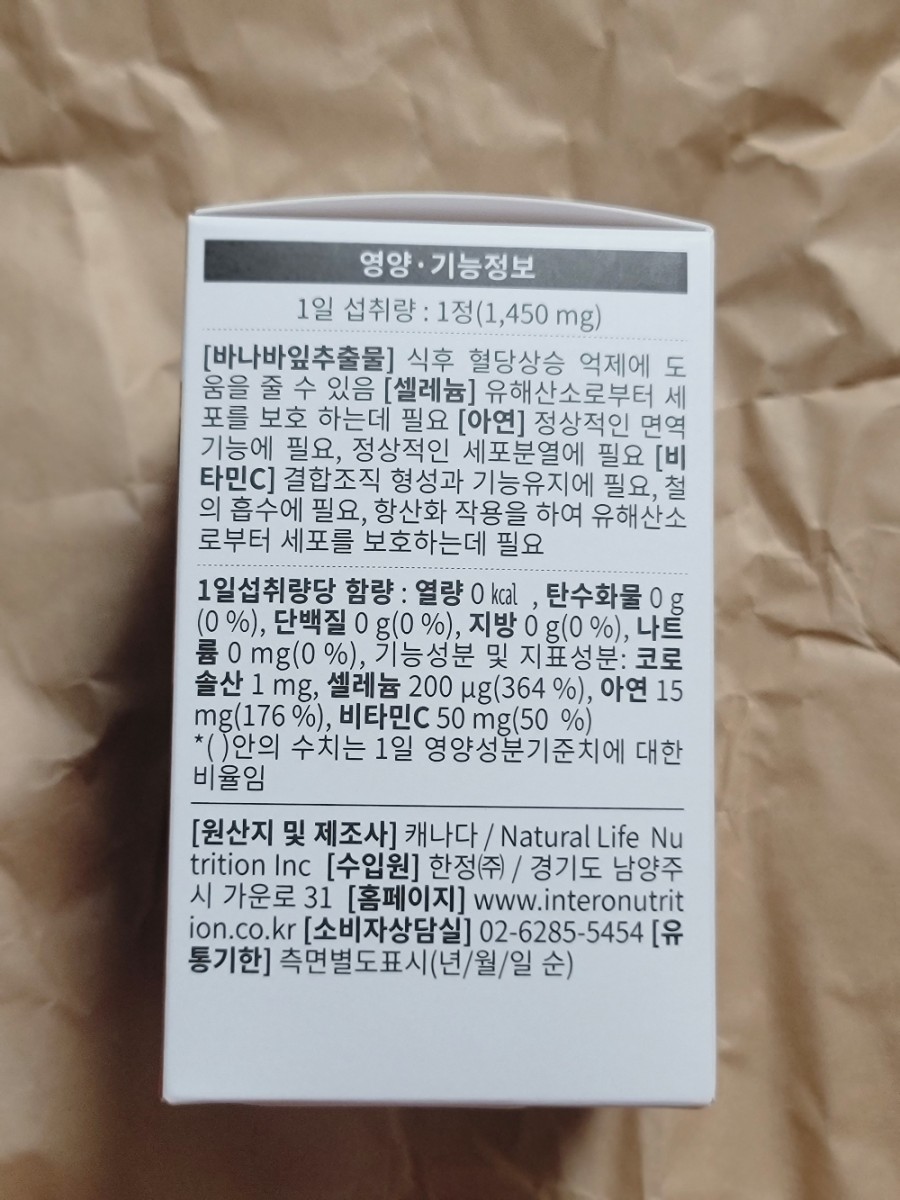 영양·기능정보
1일 섭취량 : 1정(1,450 mg)
[바나바잎추출물] 식후 혈당상승 억제에 도
움을 줄 수 있음 [셀레늄] 유해산소로부터 세
포를 보호 하는데 필요 [아연] 정상적인 면역
기능에 필요, 정상적인 세포분열에 필요 [비
타민C] 결합조직 형성과 기능유지에 필요, 철
의 흡수에 필요, 항산화 작용을 하여 유해산소
로부터 세포를 보호하는데 필요
1일섭취량당 함량 : 열량 0 ㎉ , 탄수화물 0 g
(0 %), 단백질 0 g(0 %), 지방 0 g(0 %), 나트
륨 0 mg(0 %), 기능성분 및 지표성분: 코로
솔산 1 mg, 셀레늄 200 µg(364 %), 아연 15
mg(176 %), 비타민C 50 mg(50 %)
*( )안의 수치는 1일 영양성분기준치에 대한
비율임
[원산지 및 제조사] 캐나다 / Natural Life Nu
trition Inc [수입원] 한정㈜ / 경기도 남양주
시 가운로 31 [홈페이지] www.interonutrit
ion.co.kr [소비자상담실] 02-6285-5454 [유
통기한] 측면별도표시(년/월/일 순)